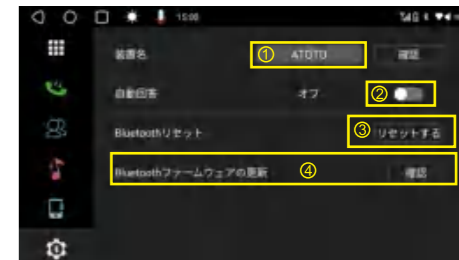 15:08
装置名 ① ATOTO 確認
自動回答 オフ ②
Bluetoothリセット ③ リセットする
Bluetoothファームウェアの更新 ④ 確認